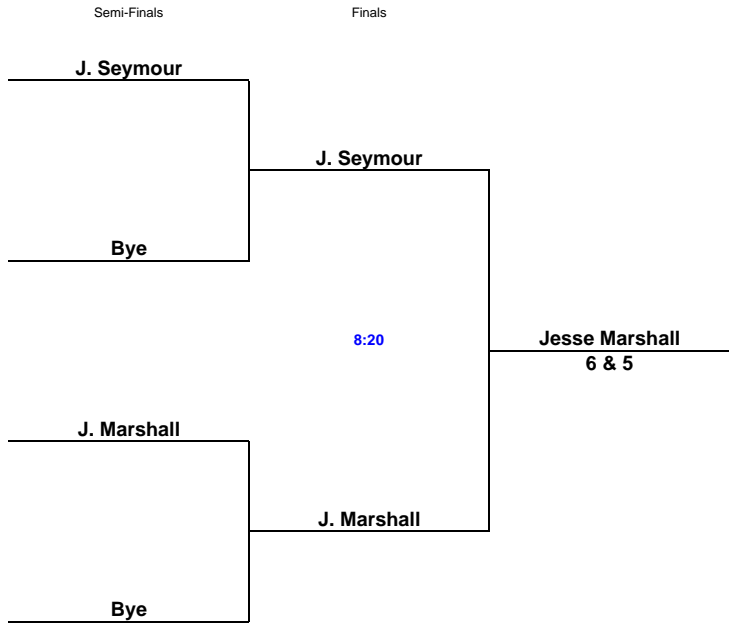 Semi-Finals Finals
J. Seymour
J. Seymour
Bye
8:20
Jesse Marshall
6 & 5
J. Marshall
J. Marshall
Bye